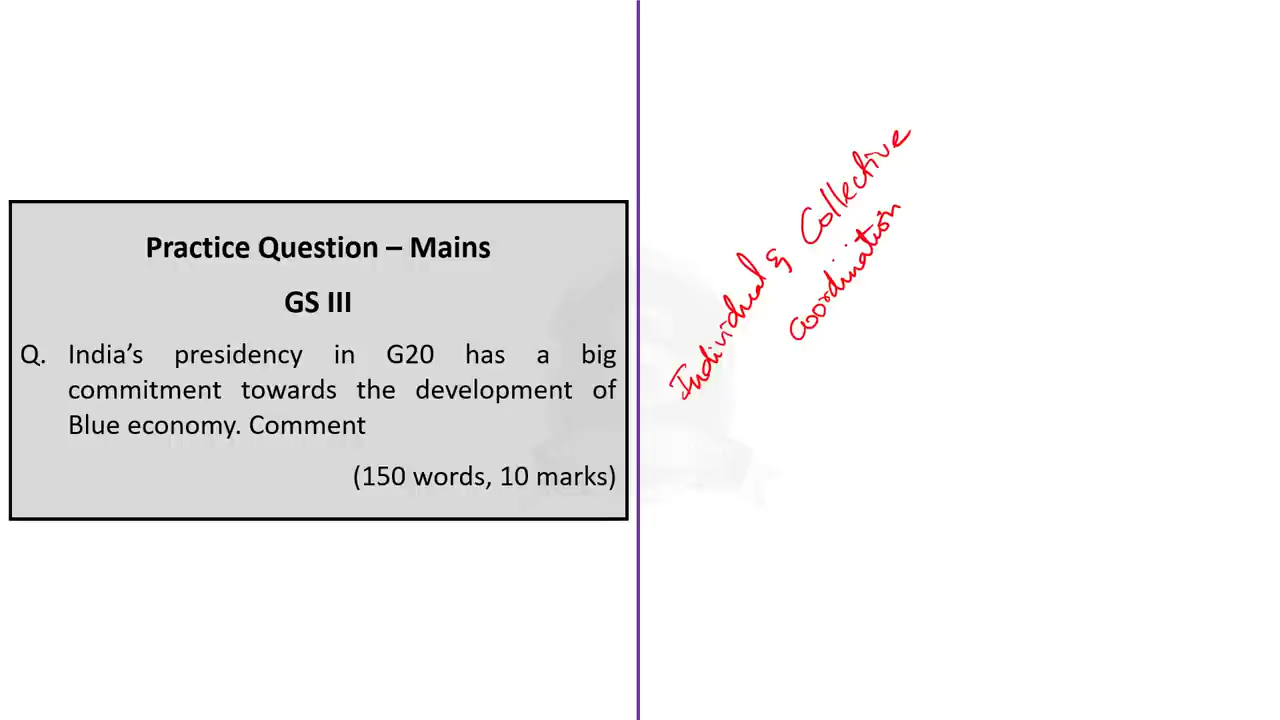 Practice Question – Mains
GS III
Q. India’s presidency in G20 has a big
commitment towards the development of
Blue economy. Comment
(150 words, 10 marks)
Individual & Collective
Coordination